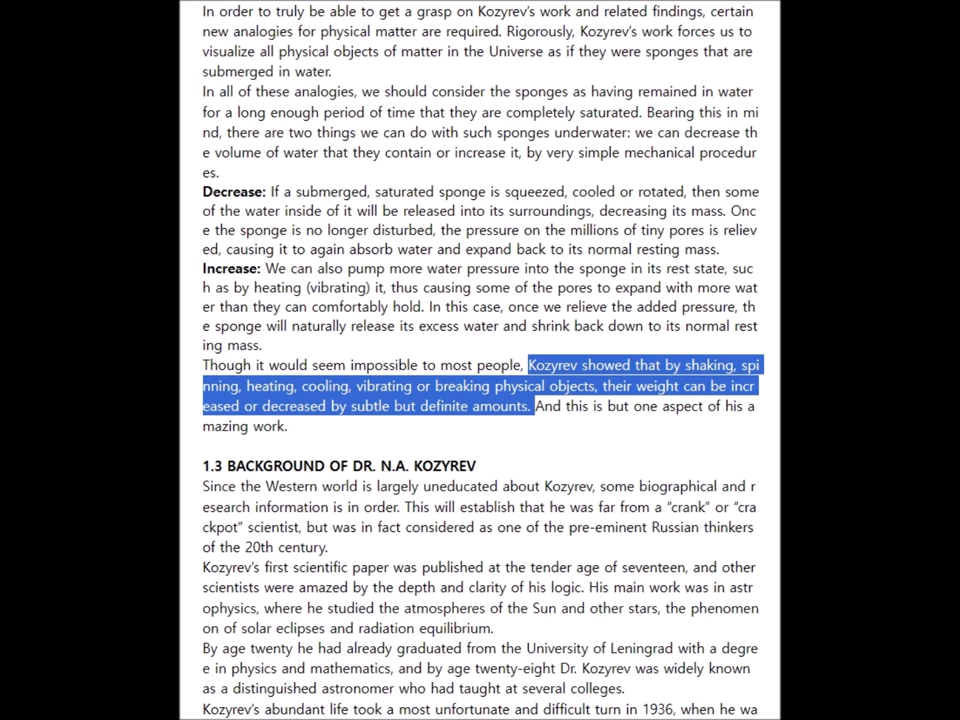 In order to truly be able to get a grasp on Kozyrev's work and related findings, certain
new analogies for physical matter are required. Rigorously, Kozyrev's work forces us to
visualize all physical objects of matter in the Universe as if they were sponges that are
submerged in water.
In all of these analogies, we should consider the sponges as having remained in water
for a long enough period of time that they are completely saturated. Bearing this in mi
nd, there are two things we can do with such sponges underwater: we can decrease th
e volume of water that they contain or increase it, by very simple mechanical procedur
es.
Decrease: If a submerged, saturated sponge is squeezed, cooled or rotated, then some
of the water inside of it will be released into its surroundings, decreasing its mass. Onc
e the sponge is no longer disturbed, the pressure on the millions of tiny pores is reliev
ed, causing it to again absorb water and expand back to its normal resting mass.
Increase: We can also pump more water pressure into the sponge in its rest state, suc
h as by heating (vibrating) it, thus causing some of the pores to expand with more wat
er than they can comfortably hold. In this case, once we relieve the added pressure, th
e sponge will naturally release its excess water and shrink back down to its normal rest
ing mass.
Though it would seem impossible to most people, Kozyrev showed that by shaking, spi
nning, heating, cooling, vibrating or breaking physical objects, their weight can be incr
eased or decreased by subtle but definite amounts. And this is but one aspect of his a
mazing work.
1.3 BACKGROUND OF DR. N.A. KOZYREV
Since the Western world is largely uneducated about Kozyrev, some biographical and r
esearch information is in order. This will establish that he was far from a “crank” or “cra
ckpot” scientist, but was in fact considered as one of the pre-eminent Russian thinkers
of the 20th century.
Kozyrev's first scientific paper was published at the tender age of seventeen, and other
scientists were amazed by the depth and clarity of his logic. His main work was in astr
ophysics, where he studied the atmospheres of the Sun and other stars, the phenomen
on of solar eclipses and radiation equilibrium.
By age twenty he had already graduated from the University of Leningrad with a degre
e in physics and mathematics, and by age twenty-eight Dr. Kozyrev was widely known
as a distinguished astronomer who had taught at several colleges.
Kozyrev's abundant life took a most unfortunate and difficult turn in 1936, when he wa